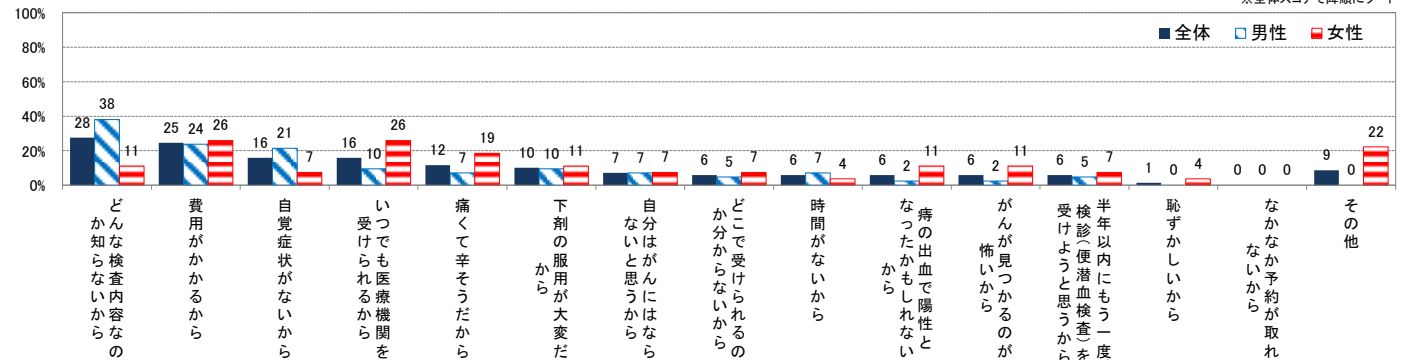 ※全体スコアで降順にソート
100%
80%
60%
40%
20%
0%
全体 男性 女性
28 38 11
25 24 26
16 21 7
16 10 26
12 7 19
10 10 11
7 7 7
6 5 7
6 7 4
6 2 11
6 2 11
6 5 7
1 0 4
0 0 0
9 0 22
どんな検査内容なの
か知らないから
費用がかかるから
自覚症状がないから
いつでも医療機関を
受けられるから
痛くて辛そうだから
下剤の服用が大変だ
から
自分はがんにはなら
ないと思うから
どこで受けられるの
か分からないから
時間がないから
痔の出血で陽性と
なったかもしれない
から
がんが見つかるのが
怖いから
半年以内にもう一度
検診（便潜血検査）を
受けようと思うから
恥ずかしいから
なかなか予約が取れ
ないから
その他